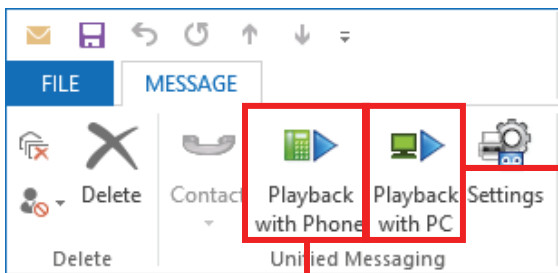 FILE MESSAGE
Delete Contact Playback with Phone Playback with PC Settings
Delete Unified Messaging